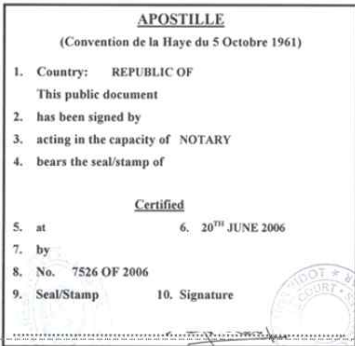 APOSTILLE
(Convention de la Haye du 5 Octobre 1961)
1. Country: REPUBLIC OF
This public document
2. has been signed by
3. acting in the capacity of NOTARY
4. bears the seal/stamp of
Certified
5. at 6. 20TH JUNE 2006
7. by
8. No. 7526 OF 2006
9. Seal/Stamp 10. Signature
COURT